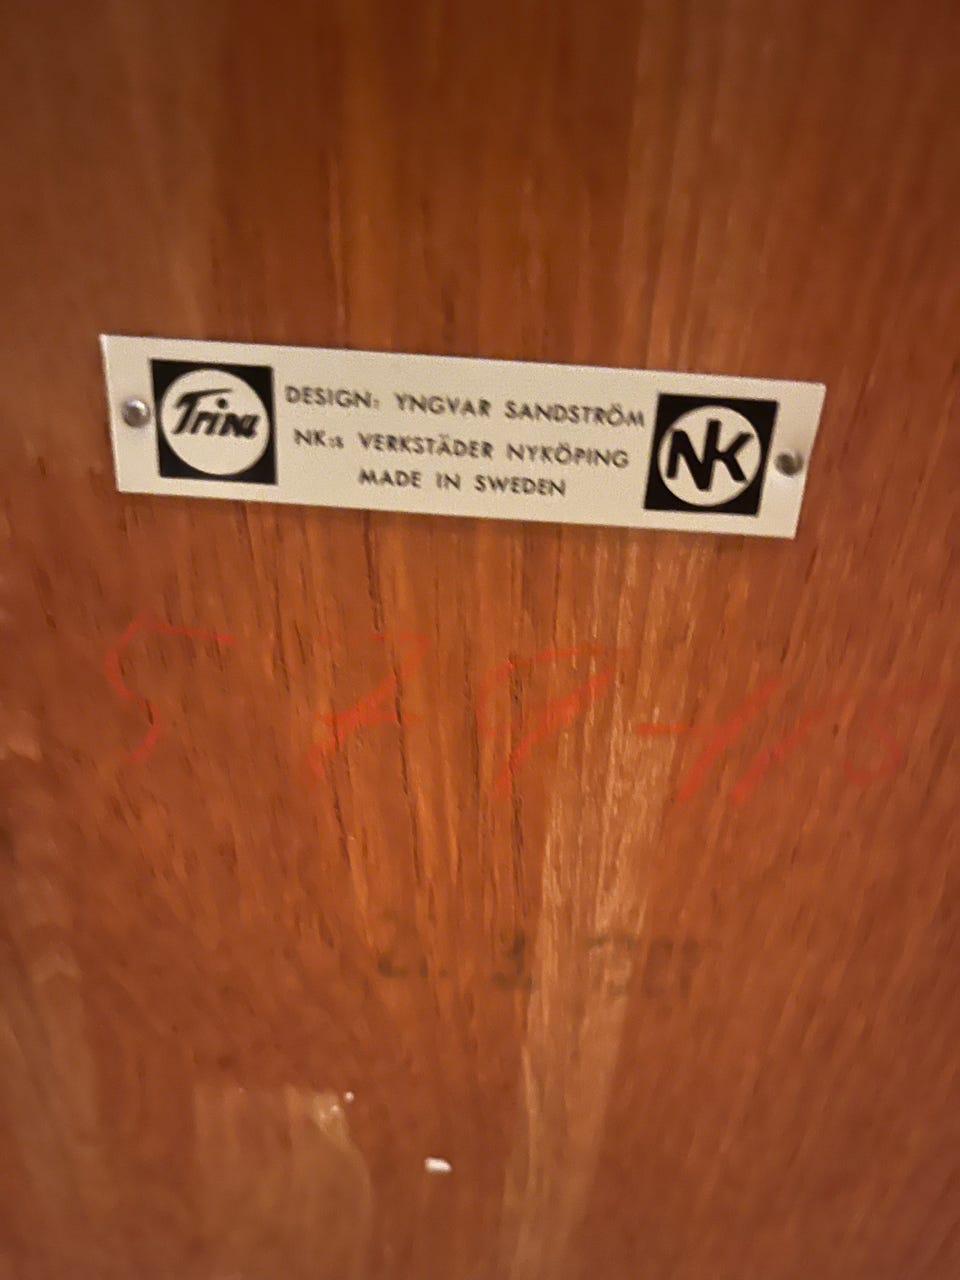 Trina
DESIGN: YNGVAR SANDSTRÖM
NK:s VERKSTÄDER NYKÖPING
MADE IN SWEDEN
NK